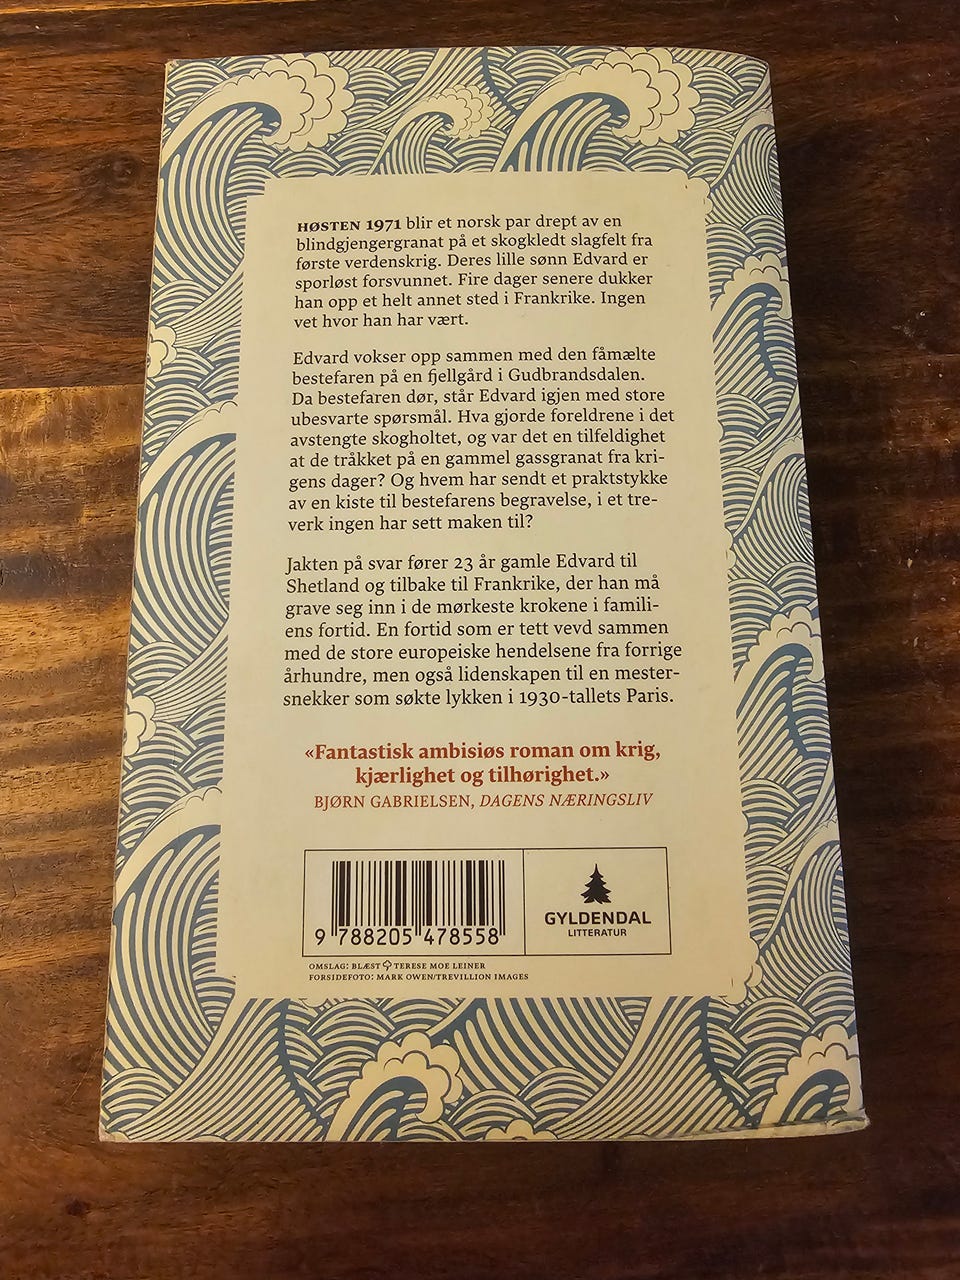 HØSTEN 1971 blir et norsk par drept av en
blindgjengergranat på et skogkledt slagfelt fra
første verdenskrig. Deres lille sønn Edvard er
sporløst forsvunnet. Fire dager senere dukker
han opp et helt annet sted i Frankrike. Ingen
vet hvor han har vært.
Edvard vokser opp sammen med den fåmælte
bestefaren på en fjellgård i Gudbrandsdalen.
Da bestefaren dør, står Edvard igjen med store
ubesvarte spørsmål. Hva gjorde foreldrene i det
avstengte skogholtet, og var det en tilfeldighet
at de tråkket på en gammel gassgranat fra kri-
gens dager? Og hvem har sendt et praktstykke
av en kiste til bestefarens begravelse, i et tre-
verk ingen har sett maken til?
Jakten på svar fører 23 år gamle Edvard til
Shetland og tilbake til Frankrike, der han må
grave seg inn i de mørkeste krokene i famili-
ens fortid. En fortid som er tett vevd sammen
med de store europeiske hendelsene fra forrige
århundre, men også lidenskapen til en mester-
snekker som søkte lykken i 1930-tallets Paris.
«Fantastisk ambisiøs roman om krig,
kjærlighet og tilhørighet.»
BJØRN GABRIELSEN, DAGENS NÆRINGSLIV
9 788205 478558
GYLDENDAL
LITTERATUR
OMSLAG: BLÆST TERESE MOE LEINER
FORSIDEFOTO: MARK OWEN/TREVILLION IMAGES